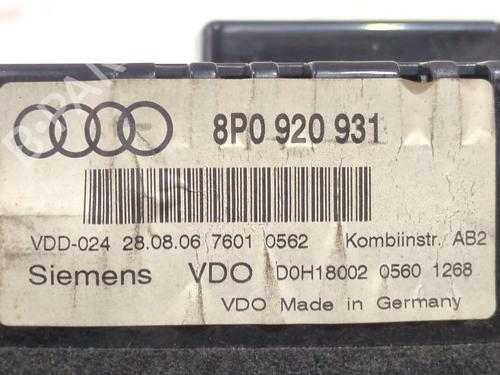 8P0 920 931
VDD-024 28.08.06 7601 0562 Kombiinstr. AB2
Siemens VDO D0H18002 0560 1268
VDO Made in Germany